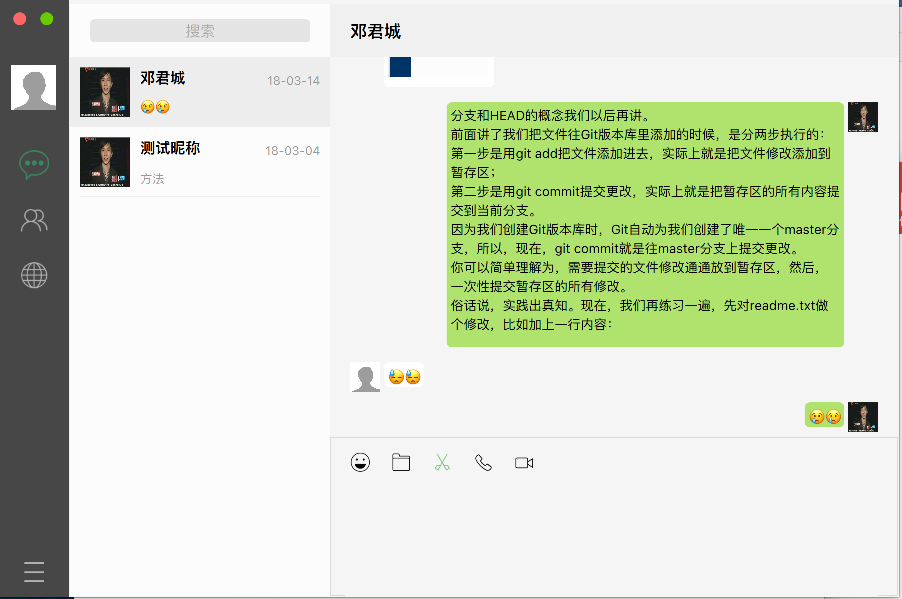 搜索
邓君城
18-03-14
😢😢
测试昵称
18-03-04
方法
邓君城
分支和HEAD的概念我们以后再讲。
前面讲了我们把文件往Git版本库里添加的时候，是分两步执行的：
第一步是用git add把文件添加进去，实际上就是把文件修改添加到
暂存区；
第二步是用git commit提交更改，实际上就是把暂存区的所有内容提
交到当前分支。
因为我们创建Git版本库时，Git自动为我们创建了唯一一个master分
支，所以，现在，git commit就是往master分支上提交更改。
你可以简单理解为，需要提交的文件修改通通放到暂存区，然后，
一次性提交暂存区的所有修改。
俗话说，实践出真知。现在，我们再练习一遍，先对readme.txt做
个修改，比如加上一行内容：
😓😓
😢😢